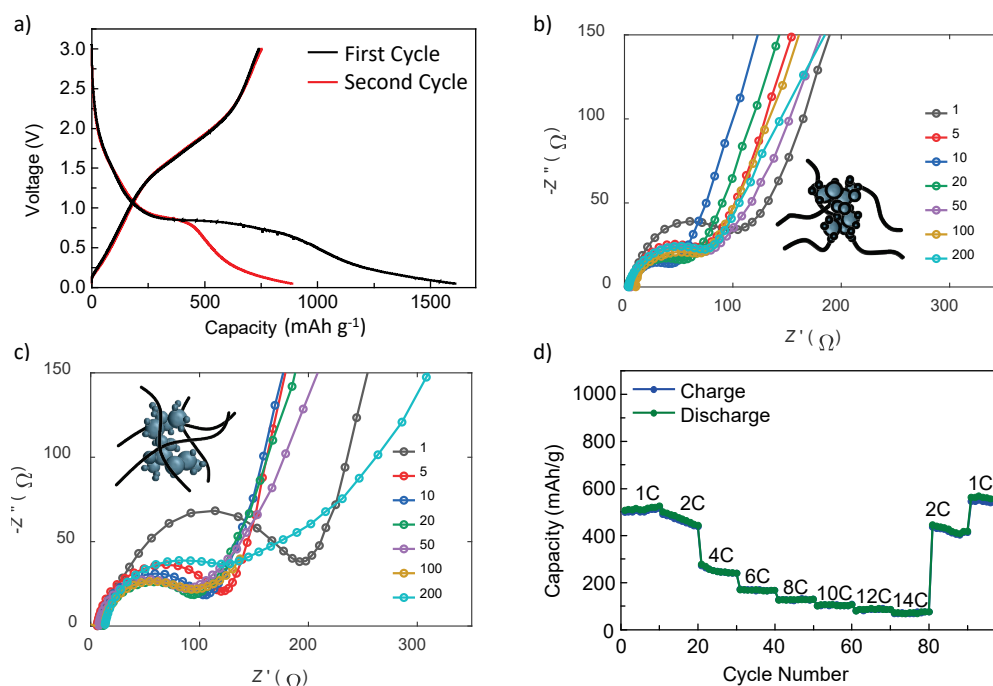 a)
3.0
2.5
2.0
1.5
1.0
0.5
0.0
Voltage (V)
First Cycle
Second Cycle
0
500
1000
1500
Capacity (mAh g⁻¹)
b)
150
100
50
0
-Z'' (Ω)
1
5
10
20
50
100
200
100
200
300
Z' (Ω)
c)
150
100
50
0
-Z'' (Ω)
1
5
10
20
50
100
200
0
100
200
300
Z' (Ω)
d)
1000
800
600
400
200
0
Capacity (mAh/g)
Charge
Discharge
1C
2C
4C
6C
8C
10C
12C
14C
2C
1C
0
20
40
60
80
Cycle Number